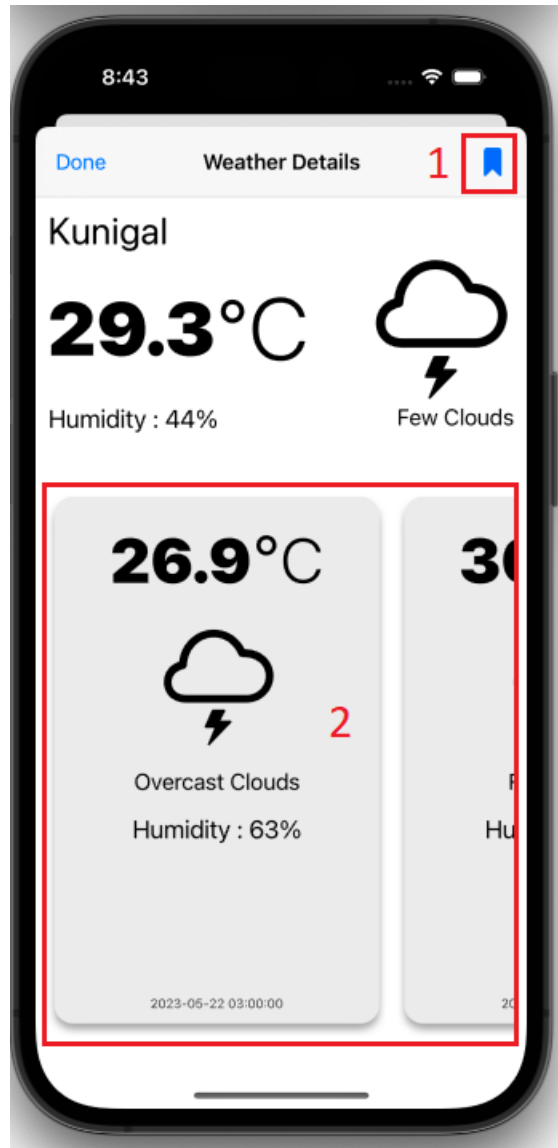 8:43
Done Weather Details 1
Kunigal
29.3°C
Humidity : 44% Few Clouds
26.9°C
2
Overcast Clouds
Humidity : 63%
2023-05-22 03:00:00